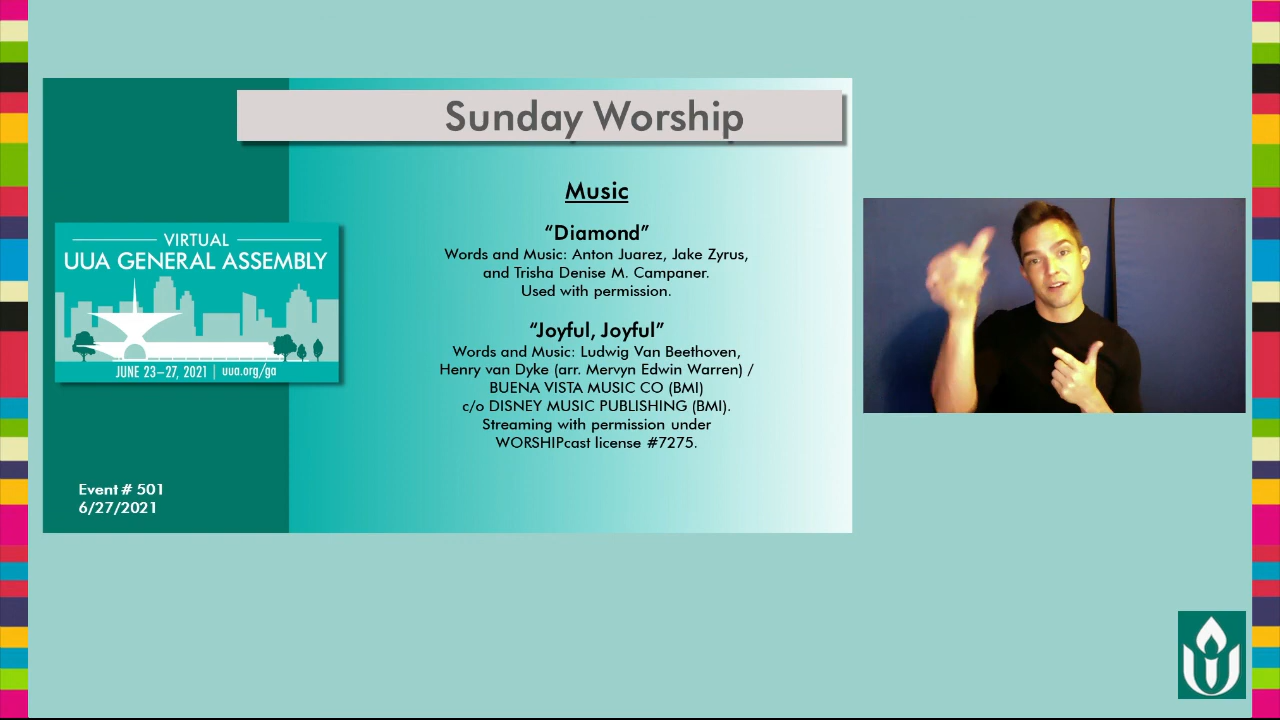 Sunday Worship
Music
“Diamond”
Words and Music: Anton Juarez, Jake Zyrus,
and Trisha Denise M. Campaner.
Used with permission.
“Joyful, Joyful”
Words and Music: Ludwig Van Beethoven,
Henry van Dyke (arr. Mervyn Edwin Warren) /
BUENA VISTA MUSIC CO (BMI)
c/o DISNEY MUSIC PUBLISHING (BMI).
Streaming with permission under
WORSHIPcast license #7275.
VIRTUAL
UUA GENERAL ASSEMBLY
JUNE 23–27, 2021 | uua.org/ga
Event # 501
6/27/2021